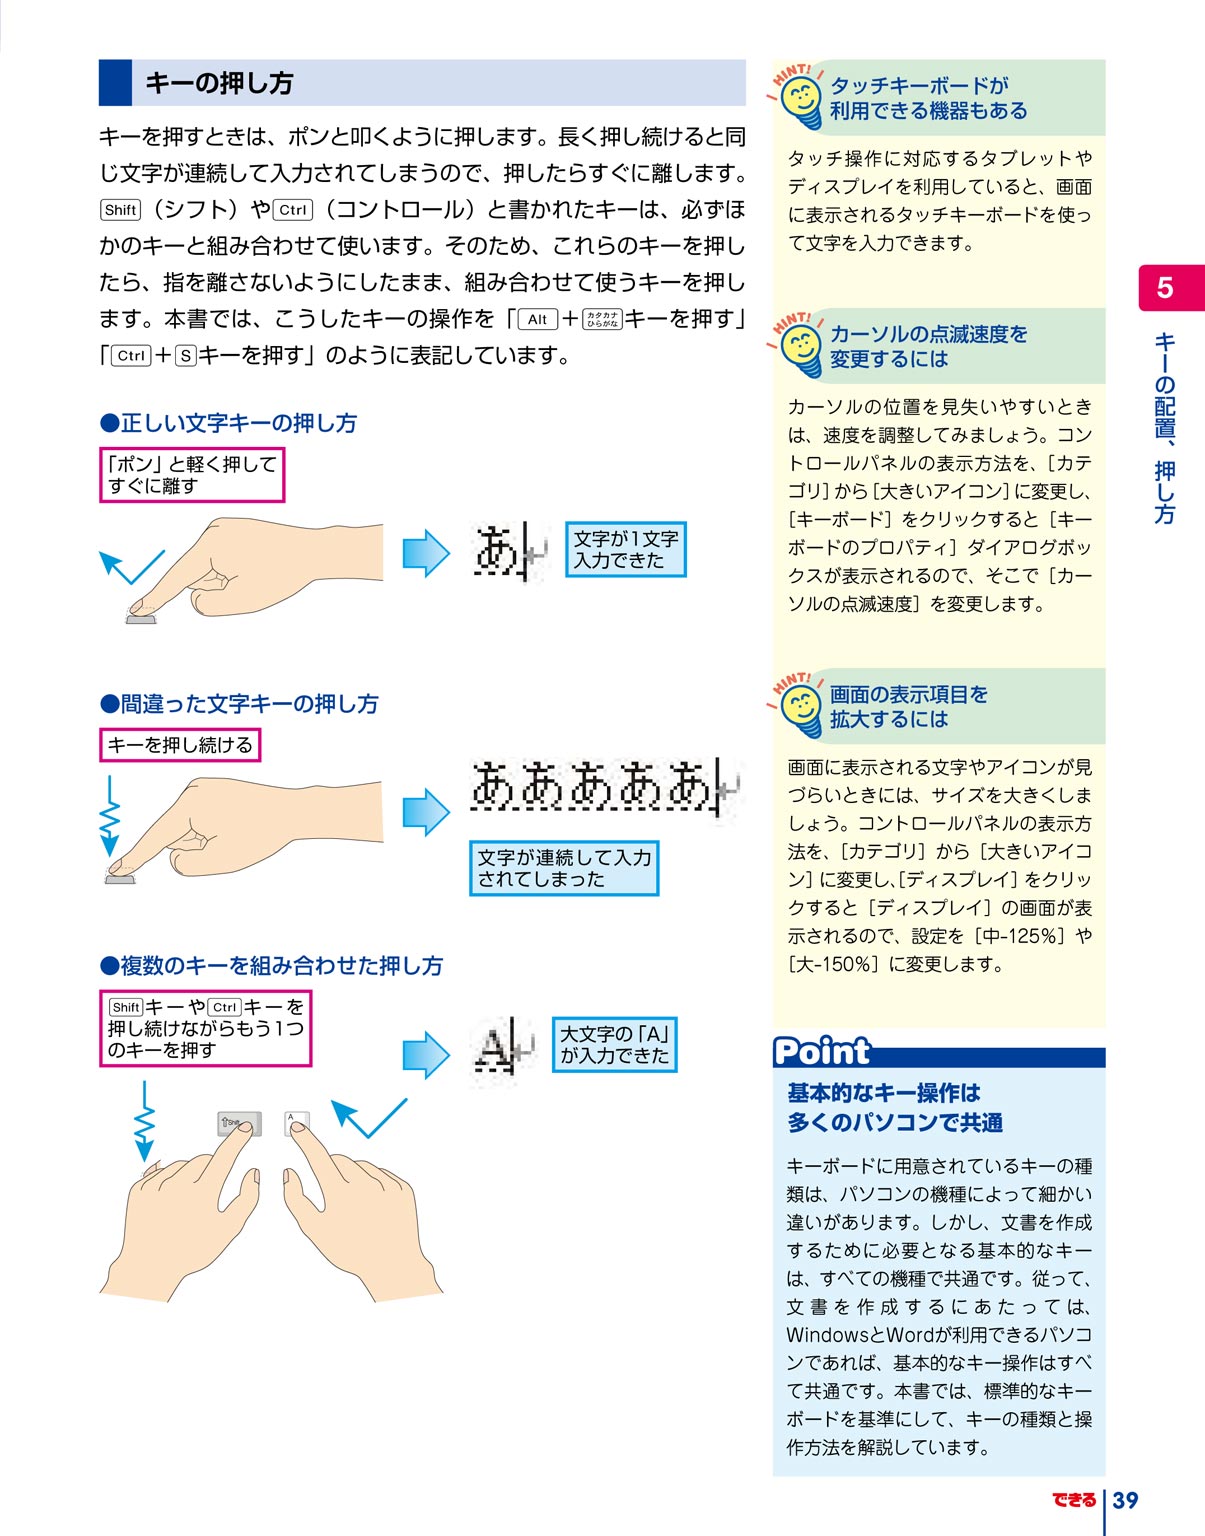 キーの押し方
キーを押すときは、ポンと叩くように押します。長く押し続けると同
じ文字が連続して入力されてしまうので、押したらすぐに離します。
Shift（シフト）やCtrl（コントロール）と書かれたキーは、必ずほ
かのキーと組み合わせて使います。そのため、これらのキーを押し
たら、指を離さないようにしたまま、組み合わせて使うキーを押し
ます。本書では、こうしたキーの操作を「Alt＋カタカナひらがなキーを押す」
「Ctrl＋Sキーを押す」のように表記しています。
●正しい文字キーの押し方
「ポン」と軽く押して
すぐに離す
あ
文字が1文字
入力できた
●間違った文字キーの押し方
キーを押し続ける
あああああ
文字が連続して入力
されてしまった
●複数のキーを組み合わせた押し方
ShiftキーやCtrlキーを
押し続けながらもう1つ
のキーを押す
A
大文字の「A」
が入力できた
⇧Shift
A
HINT!
タッチキーボードが
利用できる機器もある
タッチ操作に対応するタブレットや
ディスプレイを利用していると、画面
に表示されるタッチキーボードを使っ
て文字を入力できます。
HINT!
カーソルの点滅速度を
変更するには
カーソルの位置を見失いやすいとき
は、速度を調整してみましょう。コン
トロールパネルの表示方法を、［カテ
ゴリ］から［大きいアイコン］に変更し、
［キーボード］をクリックすると［キー
ボードのプロパティ］ダイアログボッ
クスが表示されるので、そこで［カー
ソルの点滅速度］を変更します。
HINT!
画面の表示項目を
拡大するには
画面に表示される文字やアイコンが見
づらいときには、サイズを大きくしま
しょう。コントロールパネルの表示方
法を、［カテゴリ］から［大きいアイコ
ン］に変更し、［ディスプレイ］をクリッ
クすると［ディスプレイ］の画面が表
示されるので、設定を［中-125％］や
［大-150％］に変更します。
Point
基本的なキー操作は
多くのパソコンで共通
キーボードに用意されているキーの種
類は、パソコンの機種によって細かい
違いがあります。しかし、文書を作成
するために必要となる基本的なキー
は、すべての機種で共通です。従って、
文書を作成するにあたっては、
WindowsとWordが利用できるパソコ
ンであれば、基本的なキー操作はすべ
て共通です。本書では、標準的なキー
ボードを基準にして、キーの種類と操
作方法を解説しています。
5
キーの配置、押し方
できる
39